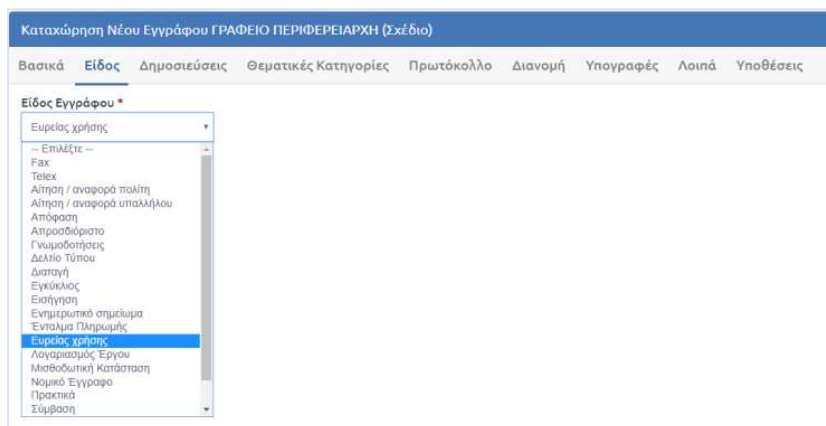 Καταχώρηση Νέου Εγγράφου ΓΡΑΦΕΙΟ ΠΕΡΙΦΕΡΕΙΑΡΧΗ (Σχέδιο)
Βασικά Είδος Δημοσιεύσεις Θεματικές Κατηγορίες Πρωτόκολλο Διανομή Υπογραφές Λοιπά Υποθέσεις
Είδος Εγγράφου *
Ευρείας χρήσης
-- Επιλέξτε --
Fax
Telex
Αίτηση / αναφορά πολίτη
Αίτηση / αναφορά υπαλλήλου
Απόφαση
Απροσδιόριστο
Γνωμοδοτήσεις
Δελτίο Τύπου
Διαταγή
Εγκύκλιος
Εισήγηση
Ενημερωτικό σημείωμα
Ένταλμα Πληρωμής
Ευρείας χρήσης
Λογαριασμός Έργου
Μισθοδωτική Κατάσταση
Νομικό Έγγραφο
Πρακτικά
Σύμβαση